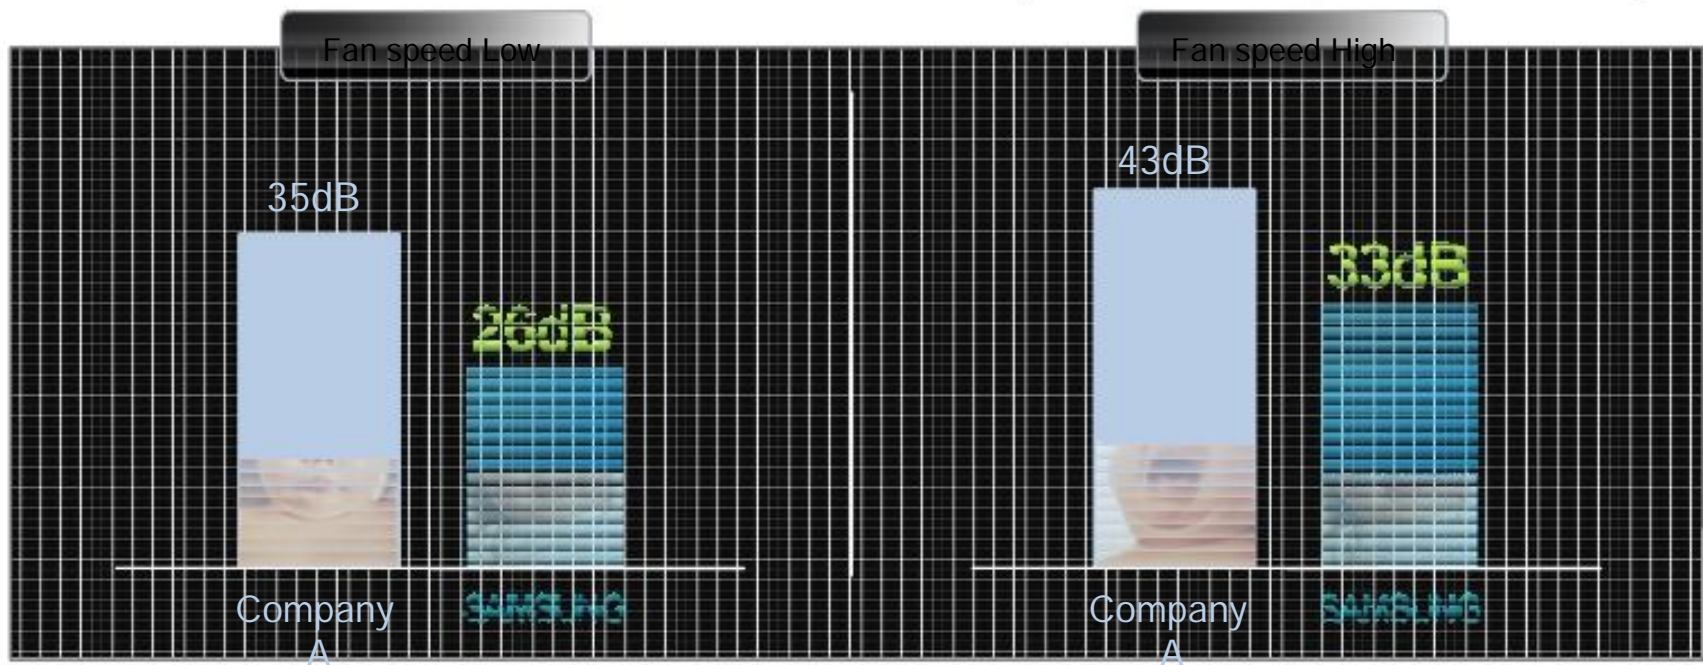 Fan speed Low
Fan speed High
35dB
26dB
43dB
33dB
Company
A
SAMSUNG
Company
A
SAMSUNG